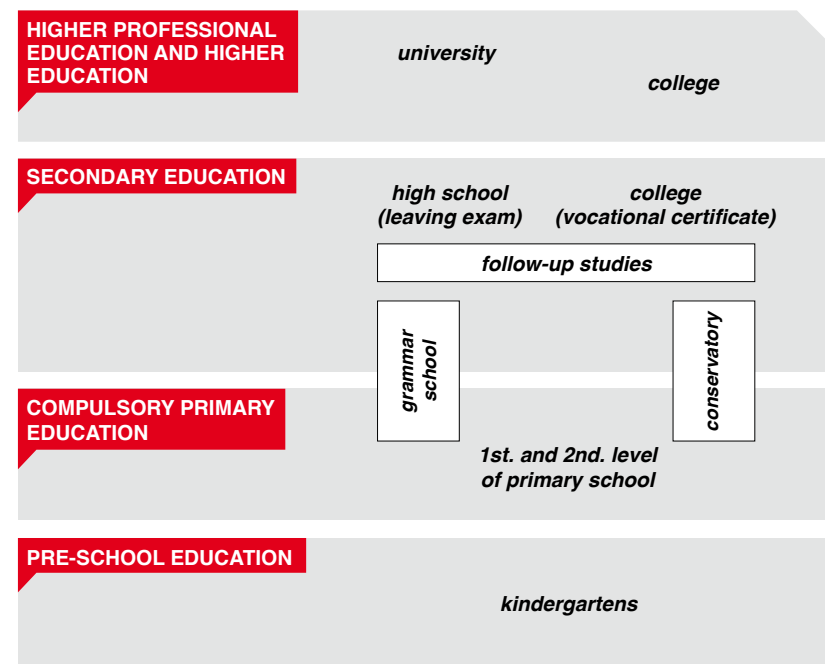 HIGHER PROFESSIONAL
EDUCATION AND HIGHER
EDUCATION
university
college
SECONDARY EDUCATION
high school
(leaving exam)
college
(vocational certificate)
follow-up studies
grammar
school
conservatory
COMPULSORY PRIMARY
EDUCATION
1st. and 2nd. level
of primary school
PRE-SCHOOL EDUCATION
kindergartens